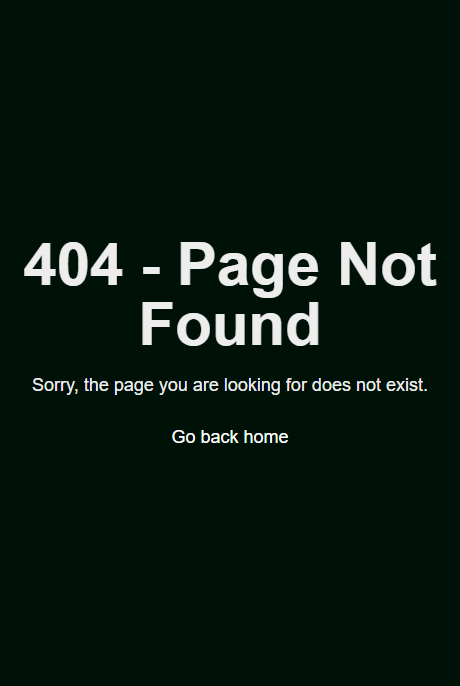 404 - Page Not
Found
Sorry, the page you are looking for does not exist.
Go back home